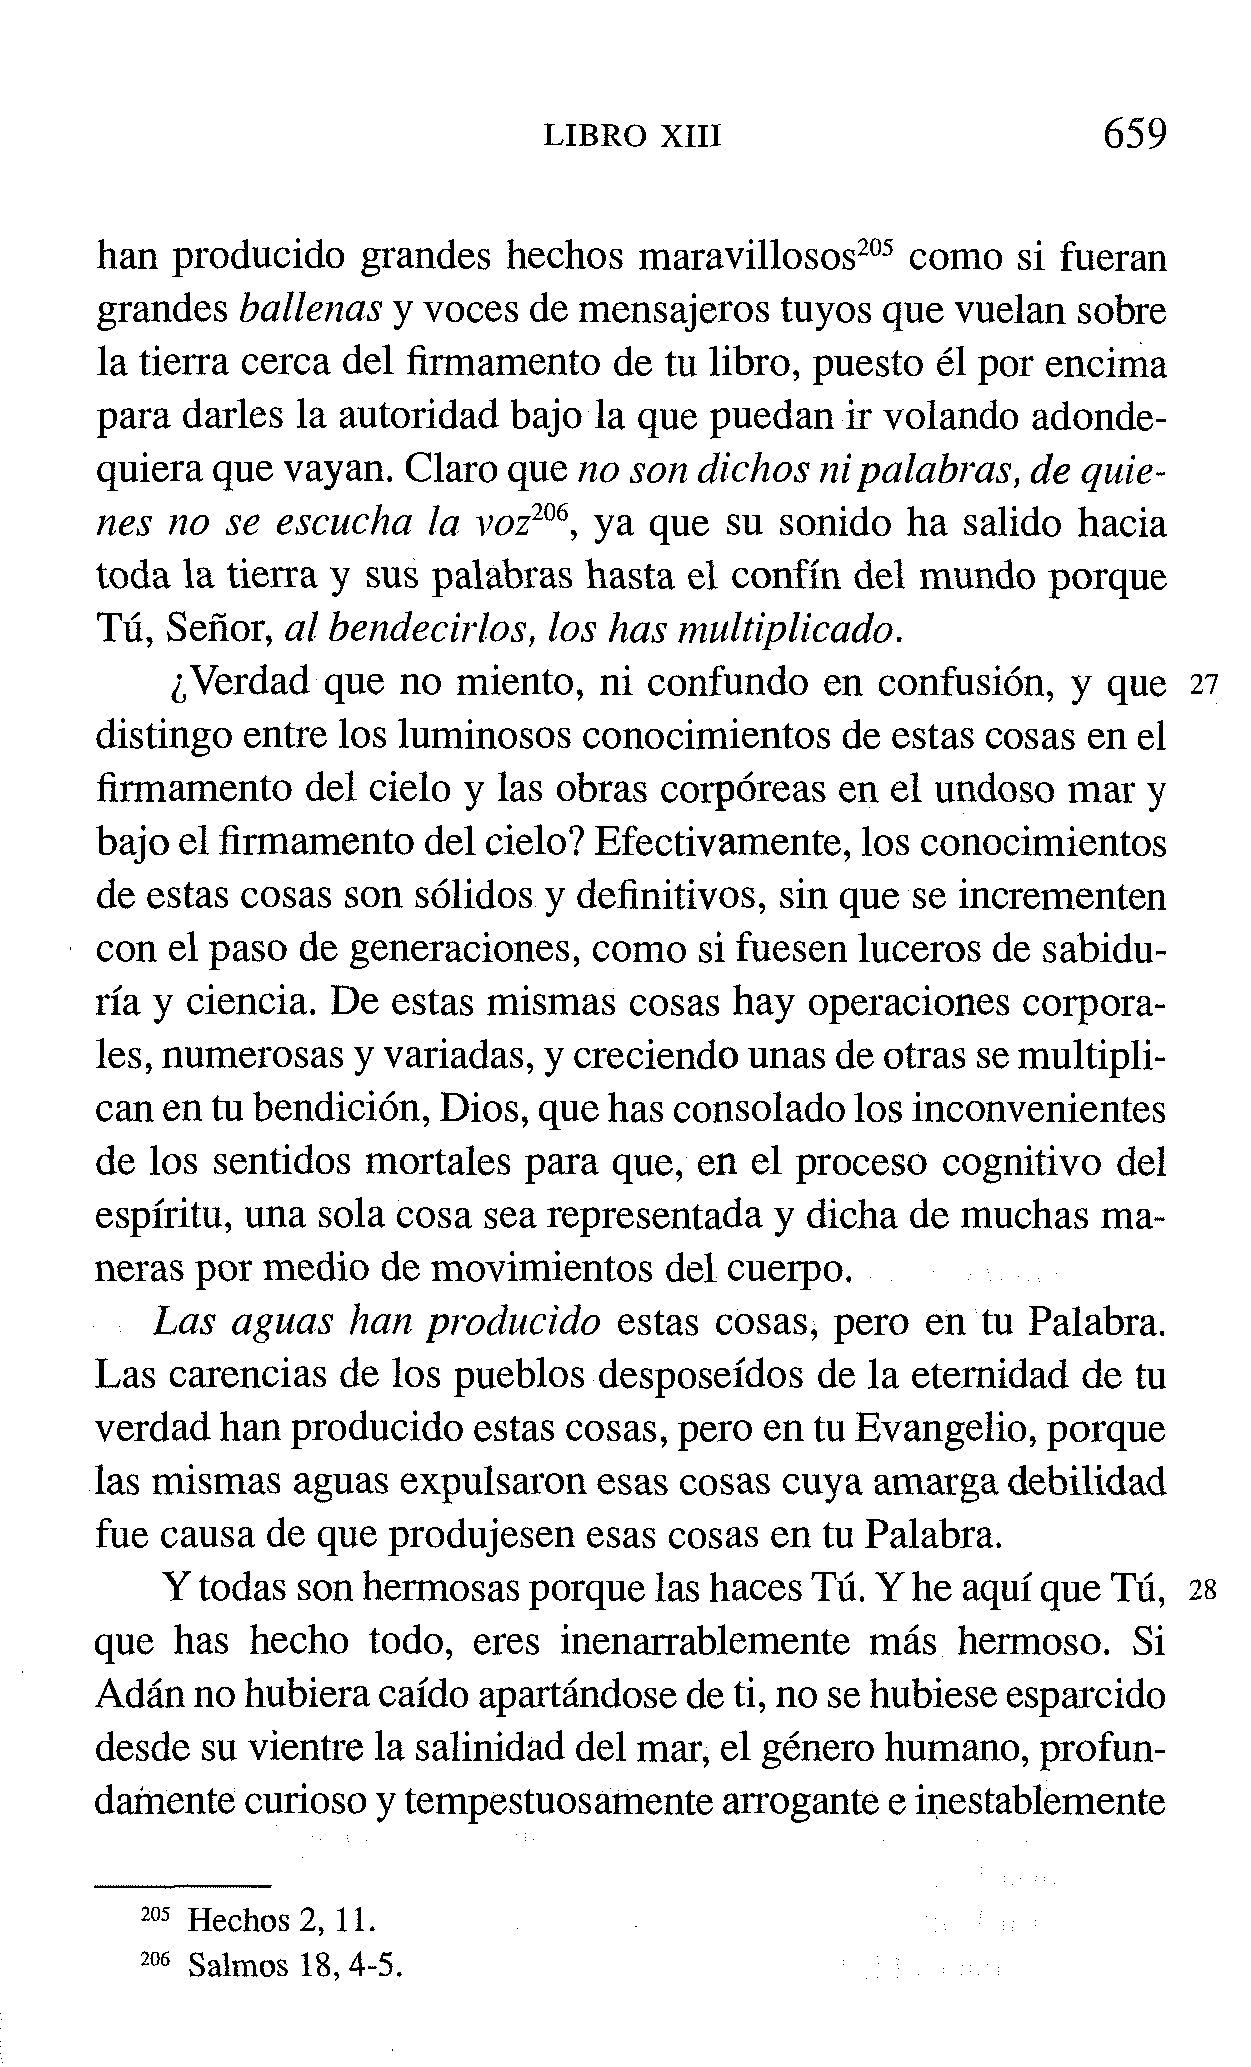 LIBRO XIII 659
han producido grandes hechos maravillosos²⁰⁵ como si fueran
grandes ballenas y voces de mensajeros tuyos que vuelan sobre
la tierra cerca del firmamento de tu libro, puesto él por encima
para darles la autoridad bajo la que puedan ir volando adonde-
quiera que vayan. Claro que no son dichos ni palabras, de quie-
nes no se escucha la voz²⁰⁶, ya que su sonido ha salido hacia
toda la tierra y sus palabras hasta el confín del mundo porque
Tú, Señor, al bendecirlos, los has multiplicado.
¿Verdad que no miento, ni confundo en confusión, y que 27
distingo entre los luminosos conocimientos de estas cosas en el
firmamento del cielo y las obras corpóreas en el undoso mar y
bajo el firmamento del cielo? Efectivamente, los conocimientos
de estas cosas son sólidos y definitivos, sin que se incrementen
con el paso de generaciones, como si fuesen luceros de sabidu-
ría y ciencia. De estas mismas cosas hay operaciones corpora-
les, numerosas y variadas, y creciendo unas de otras se multipli-
can en tu bendición, Dios, que has consolado los inconvenientes
de los sentidos mortales para que, en el proceso cognitivo del
espíritu, una sola cosa sea representada y dicha de muchas ma-
neras por medio de movimientos del cuerpo.
Las aguas han producido estas cosas, pero en tu Palabra.
Las carencias de los pueblos desposeídos de la eternidad de tu
verdad han producido estas cosas, pero en tu Evangelio, porque
las mismas aguas expulsaron esas cosas cuya amarga debilidad
fue causa de que produjesen esas cosas en tu Palabra.
Y todas son hermosas porque las haces Tú. Y he aquí que Tú, 28
que has hecho todo, eres inenarrablemente más hermoso. Si
Adán no hubiera caído apartándose de ti, no se hubiese esparcido
desde su vientre la salinidad del mar, el género humano, profun-
damente curioso y tempestuosamente arrogante e inestablemente
²⁰⁵ Hechos 2, 11.
²⁰⁶ Salmos 18, 4-5.